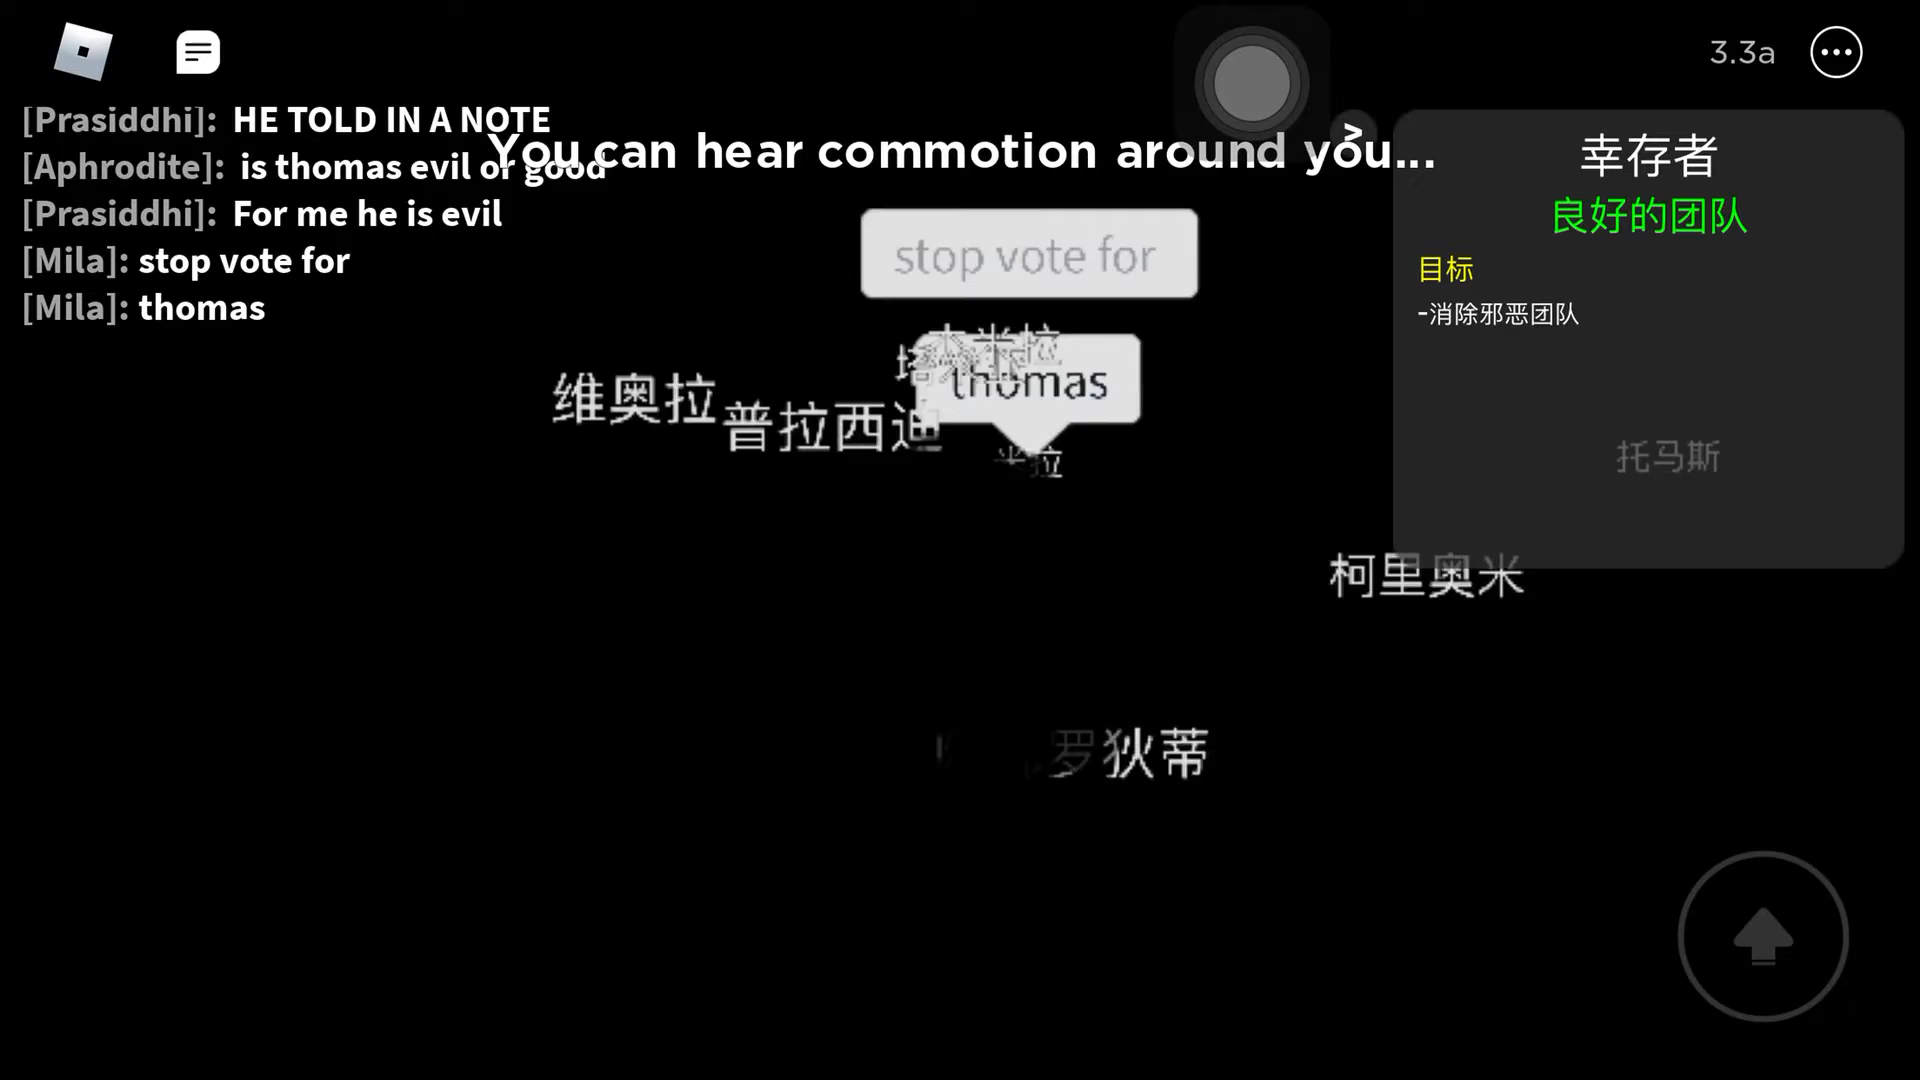 3.3a
[Prasiddhi]: HE TOLD IN A NOTE
You can hear commotion around you...
[Aphrodite]: is thomas evil or good
[Prasiddhi]: For me he is evil
[Mila]: stop vote for
[Mila]: thomas
幸存者
良好的团队
目标
-消除邪恶团队
stop vote for
thomas
维奥拉
普拉西迪
米拉
托马斯
柯里奥米
罗狄蒂